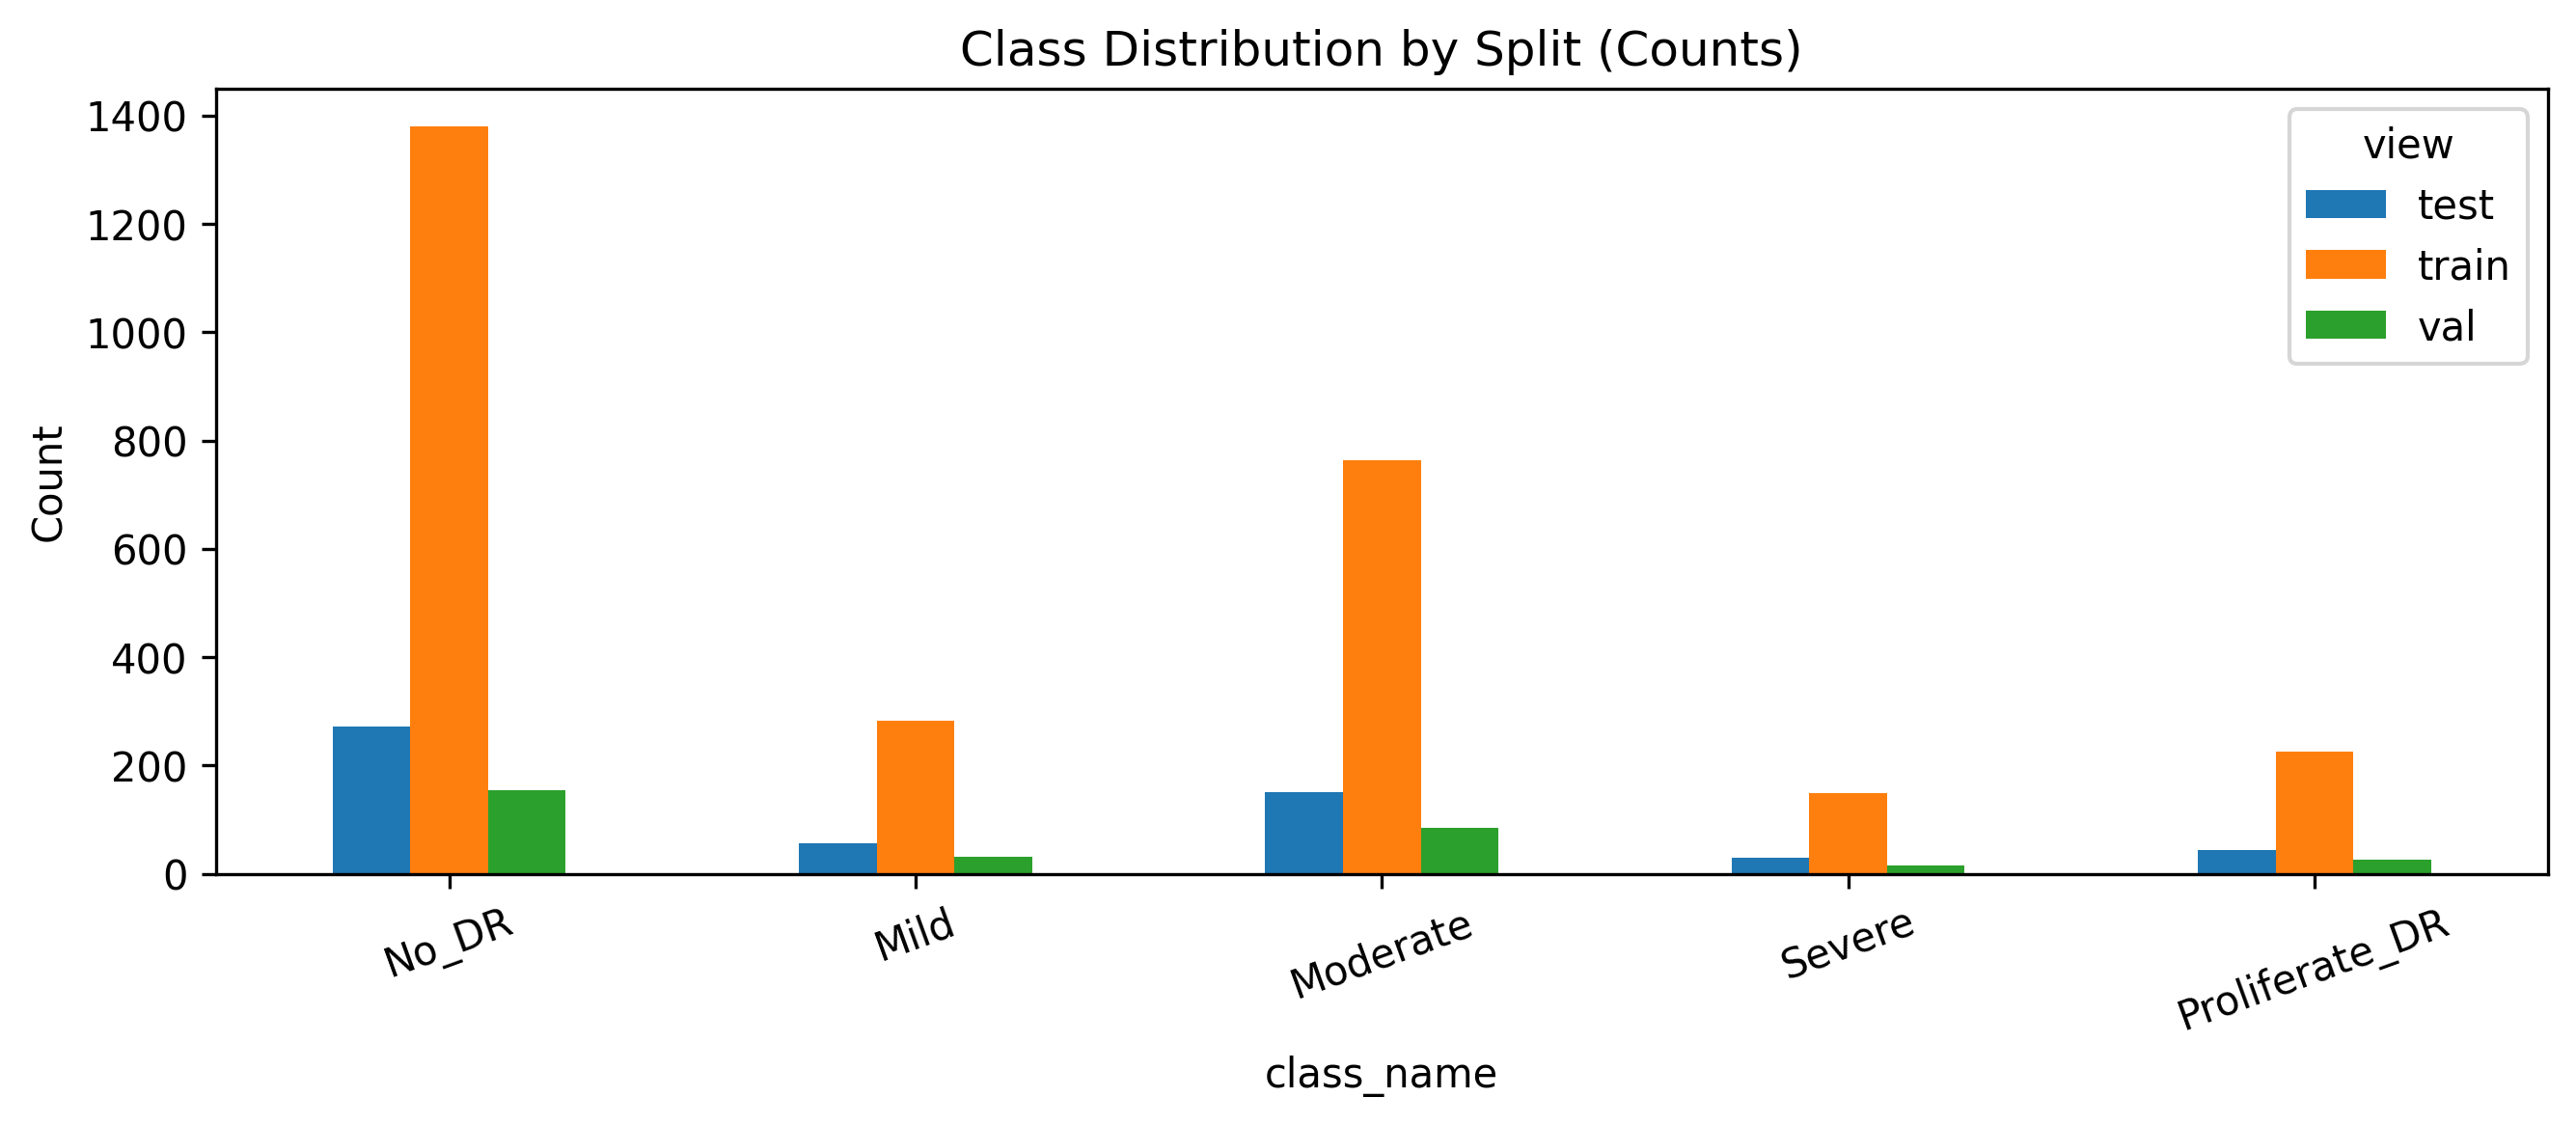 Class Distribution by Split (Counts)
1400
1200
1000
800
600
400
200
0
Count
view
test
train
val
No_DR
Mild
Moderate
Severe
Proliferate_DR
class_name